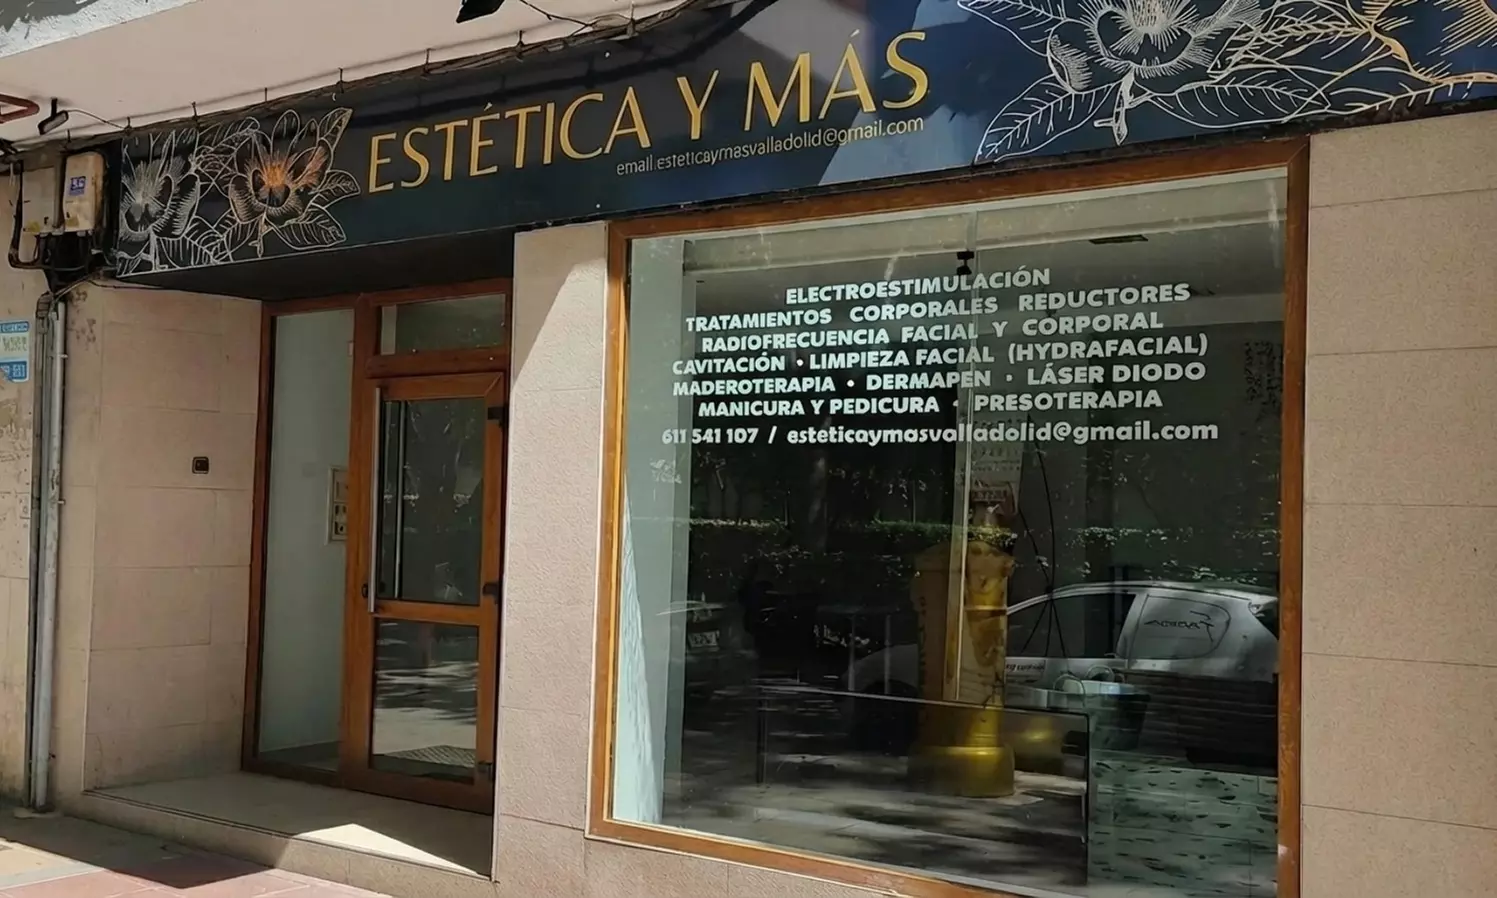 ESTÉTICA Y MÁS
email:esteticaymasvalladolid@gmail.com
ELECTROESTIMULACIÓN
TRATAMIENTOS CORPORALES REDUCTORES
RADIOFRECUENCIA FACIAL Y CORPORAL
CAVITACIÓN • LIMPIEZA FACIAL (HYDRAFACIAL)
MADEROTERAPIA • DERMAPEN • LÁSER DIODO
MANICURA Y PEDICURA • PRESOTERAPIA
611 541 107 / esteticaymasvalladolid@gmail.com